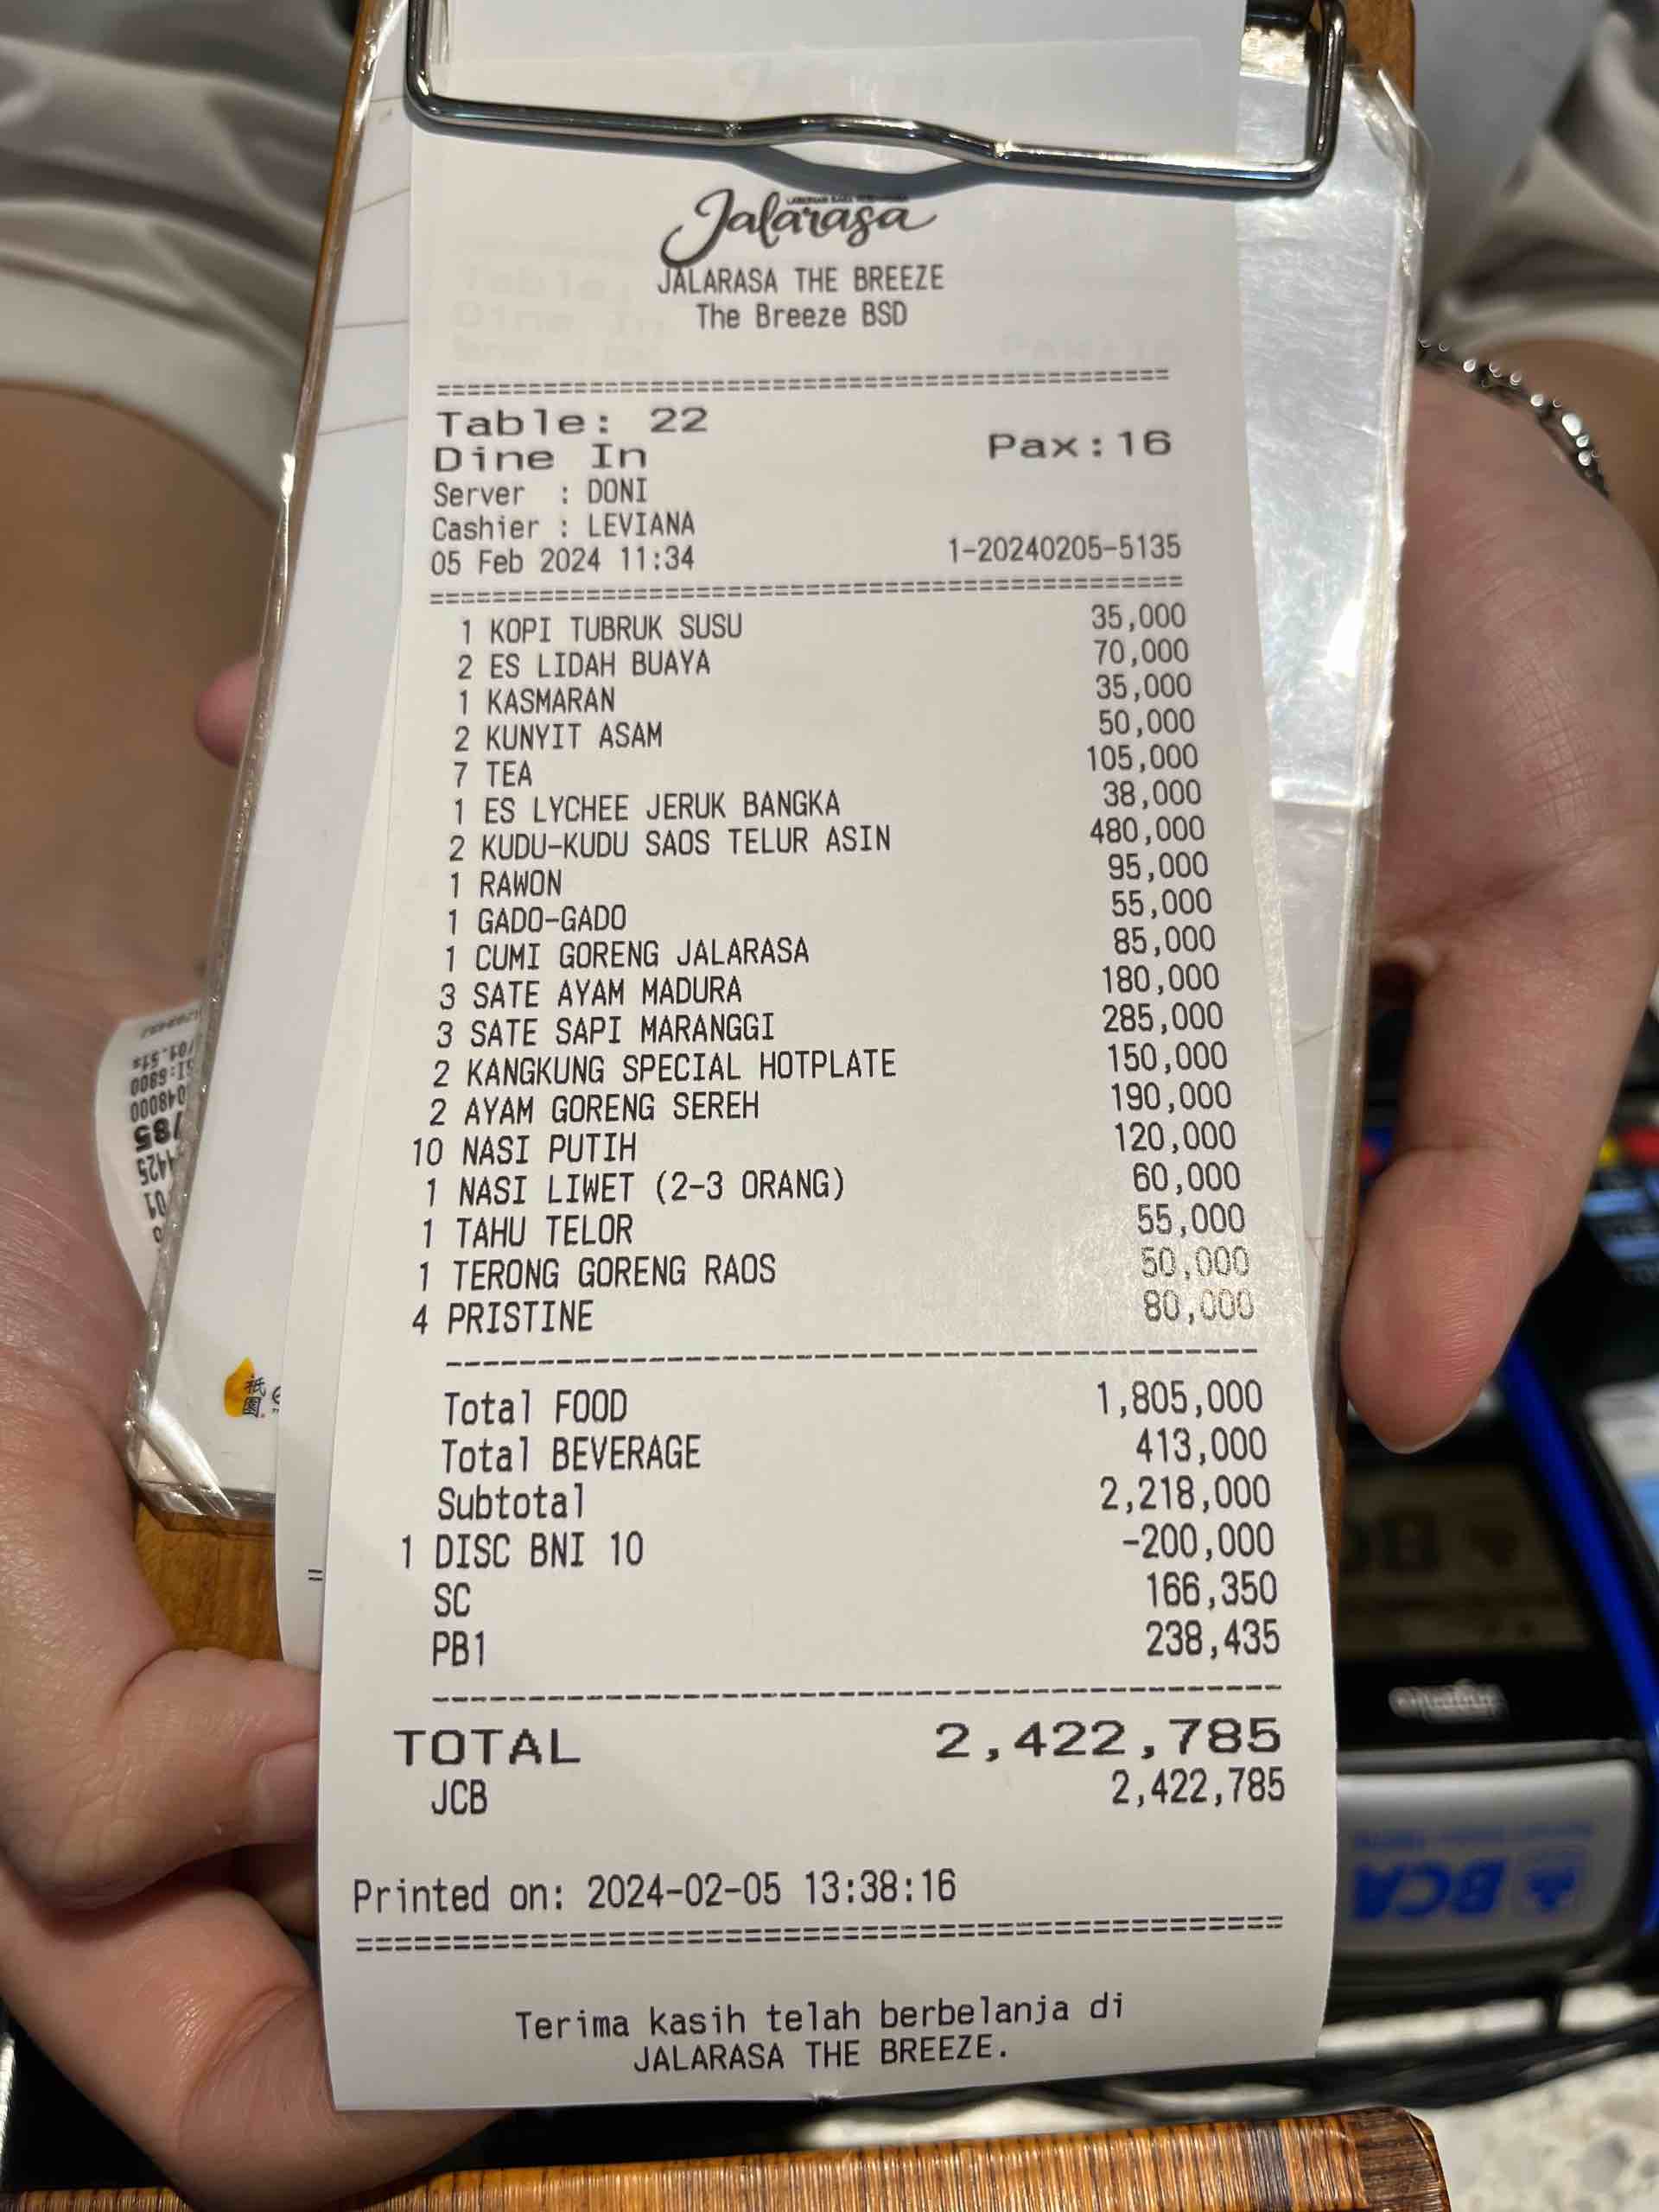 Jalarasa
JALARASA THE BREEZE
The Breeze BSD
================================================
Table: 22
Dine In Pax:16
Server : DONI
Cashier : LEVIANA
05 Feb 2024 11:34 1-20240205-5135
================================================
1 KOPI TUBRUK SUSU 35,000
2 ES LIDAH BUAYA 70,000
1 KASMARAN 35,000
2 KUNYIT ASAM 50,000
7 TEA 105,000
1 ES LYCHEE JERUK BANGKA 38,000
2 KUDU-KUDU SAOS TELUR ASIN 480,000
1 RAWON 95,000
1 GADO-GADO 55,000
1 CUMI GORENG JALARASA 85,000
3 SATE AYAM MADURA 180,000
3 SATE SAPI MARANGGI 285,000
2 KANGKUNG SPECIAL HOTPLATE 150,000
2 AYAM GORENG SEREH 190,000
10 NASI PUTIH 120,000
1 NASI LIWET (2-3 ORANG) 60,000
1 TAHU TELOR 55,000
1 TERONG GORENG RAOS 50,000
4 PRISTINE 80,000
------------------------------------------------
Total FOOD 1,805,000
Total BEVERAGE 413,000
Subtotal 2,218,000
1 DISC BNI 10 -200,000
SC 166,350
PB1 238,435
------------------------------------------------
TOTAL 2,422,785
JCB 2,422,785
Printed on: 2024-02-05 13:38:16
================================================
Terima kasih telah berbelanja di
JALARASA THE BREEZE.
BCA